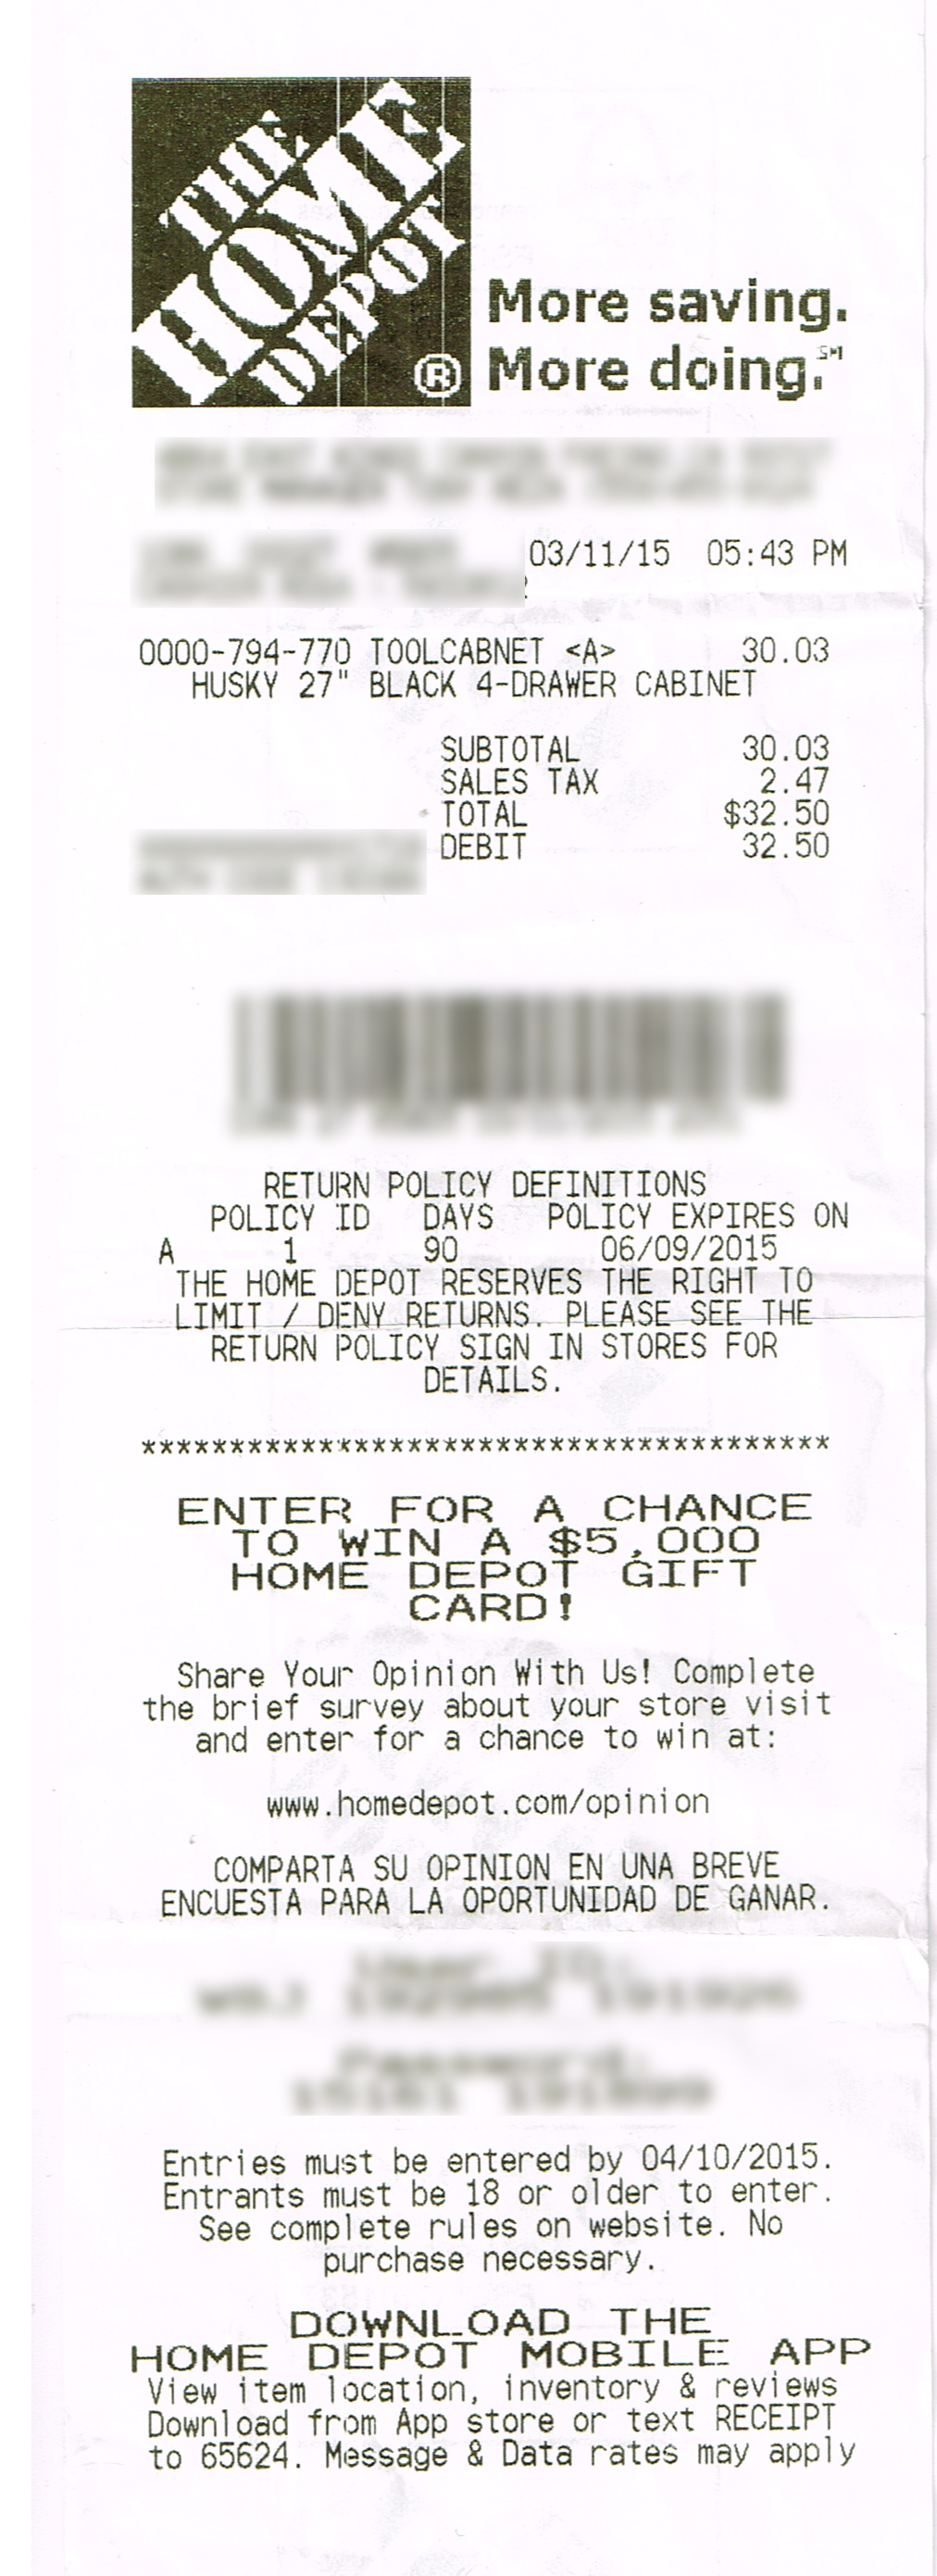 THE
HOME
DEPOT
®
More saving.
More doing.℠
03/11/15 05:43 PM
0000-794-770 TOOLCABNET <A> 30.03
HUSKY 27" BLACK 4-DRAWER CABINET
SUBTOTAL 30.03
SALES TAX 2.47
TOTAL $32.50
DEBIT 32.50
RETURN POLICY DEFINITIONS
POLICY ID DAYS POLICY EXPIRES ON
A 1 90 06/09/2015
THE HOME DEPOT RESERVES THE RIGHT TO
LIMIT / DENY RETURNS. PLEASE SEE THE
RETURN POLICY SIGN IN STORES FOR
DETAILS.
***************************************
ENTER FOR A CHANCE
TO WIN A $5,000
HOME DEPOT GIFT
CARD!
Share Your Opinion With Us! Complete
the brief survey about your store visit
and enter for a chance to win at:
www.homedepot.com/opinion
COMPARTA SU OPINION EN UNA BREVE
ENCUESTA PARA LA OPORTUNIDAD DE GANAR.
User ID:
Password:
Entries must be entered by 04/10/2015.
Entrants must be 18 or older to enter.
See complete rules on website. No
purchase necessary.
DOWNLOAD THE
HOME DEPOT MOBILE APP
View item location, inventory & reviews
Download from App store or text RECEIPT
to 65624. Message & Data rates may apply